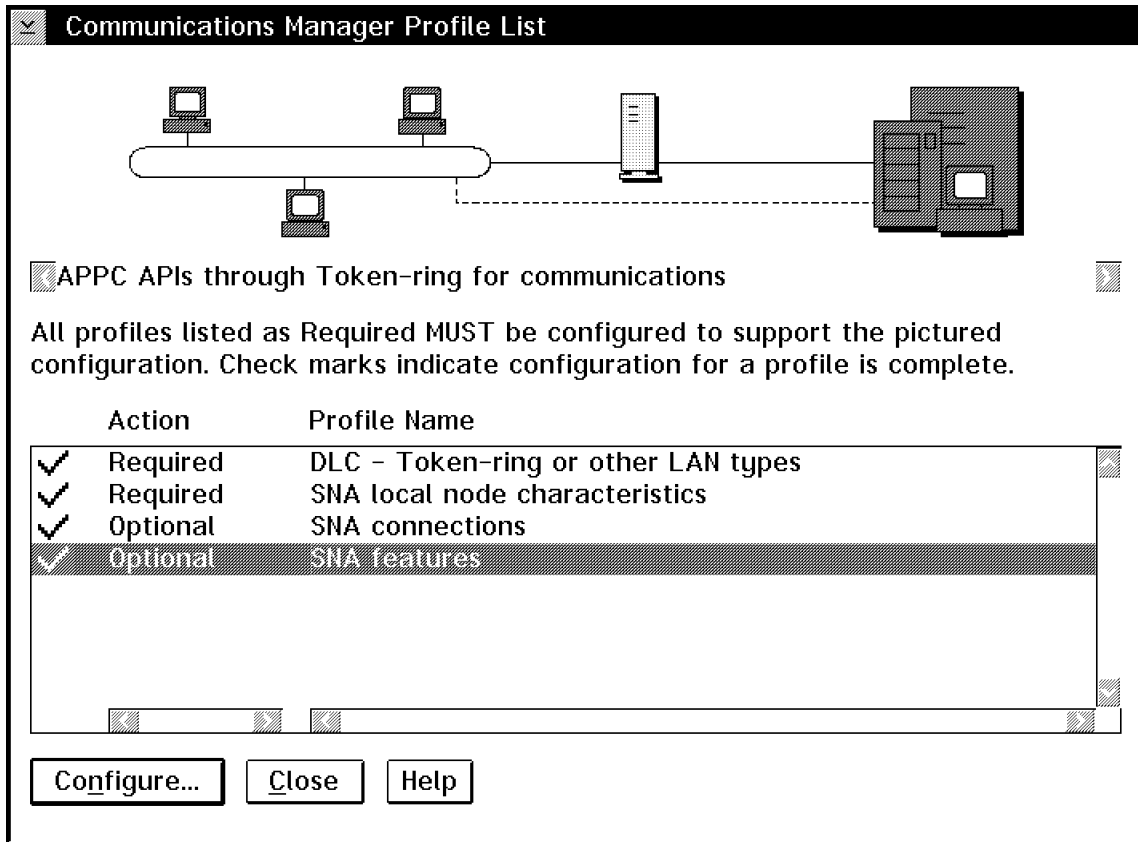 Communications Manager Profile List
APPC APIs through Token-ring for communications
All profiles listed as Required MUST be configured to support the pictured
configuration. Check marks indicate configuration for a profile is complete.
Action Profile Name
Required DLC - Token-ring or other LAN types
Required SNA local node characteristics
Optional SNA connections
Optional SNA features
Configure... Close Help